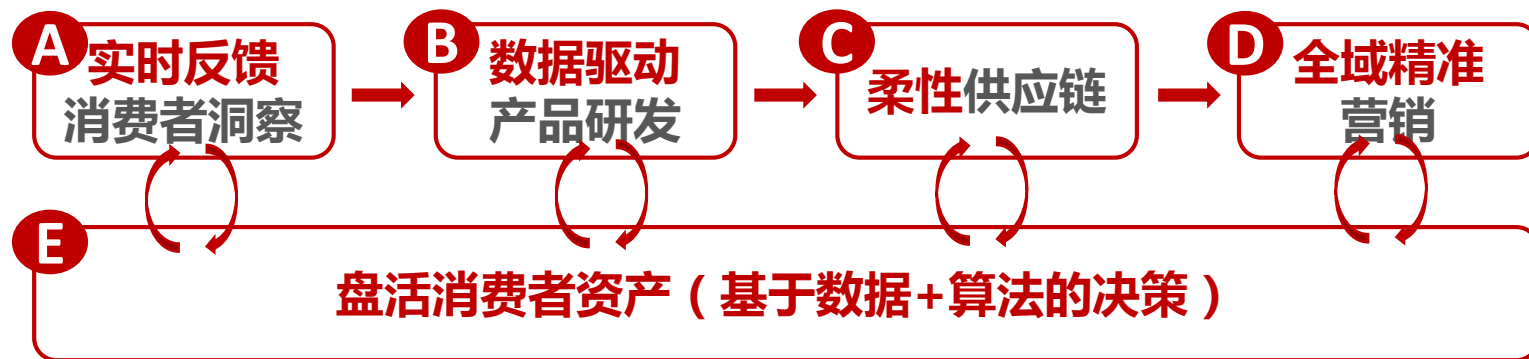 A
实时反馈
消费者洞察
B
数据驱动
产品研发
C
柔性供应链
D
全域精准
营销
E
盘活消费者资产（基于数据+算法的决策）